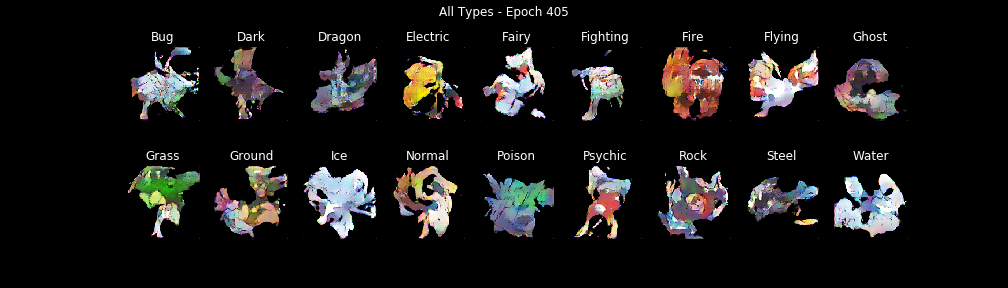 All Types - Epoch 405
Bug Dark Dragon Electric Fairy Fighting Fire Flying Ghost
Grass Ground Ice Normal Poison Psychic Rock Steel Water